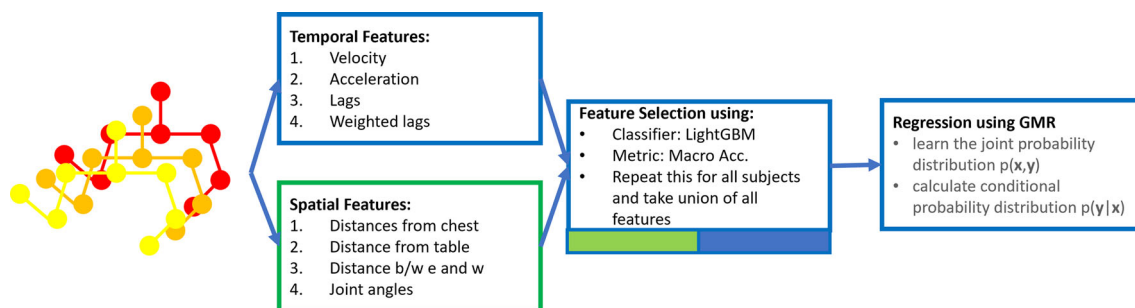 Temporal Features:
1. Velocity
2. Acceleration
3. Lags
4. Weighted lags
Spatial Features:
1. Distances from chest
2. Distance from table
3. Distance b/w e and w
4. Joint angles
Feature Selection using:
• Classifier: LightGBM
• Metric: Macro Acc.
• Repeat this for all subjects
and take union of all
features
Regression using GMR
• learn the joint probability
distribution p(x,y)
• calculate conditional
probability distribution p(y|x)